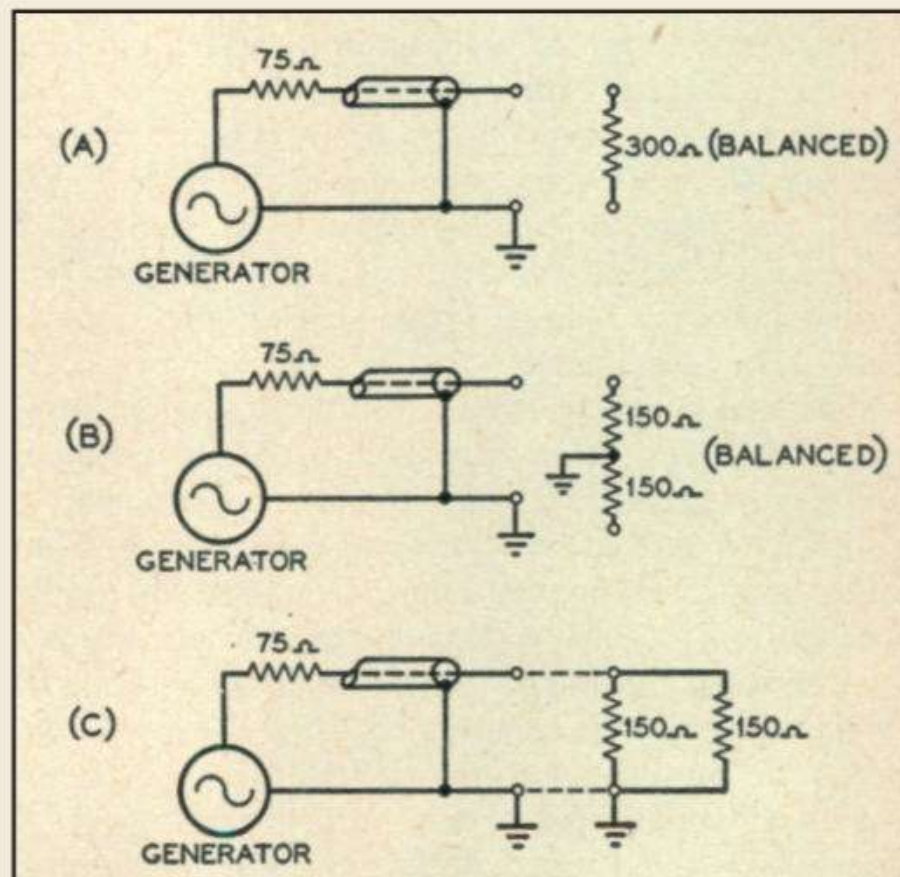 75Ω
(A)
300Ω (BALANCED)
GENERATOR
75Ω
150Ω
(B)
(BALANCED)
150Ω
GENERATOR
75Ω
(C)
150Ω 150Ω
GENERATOR